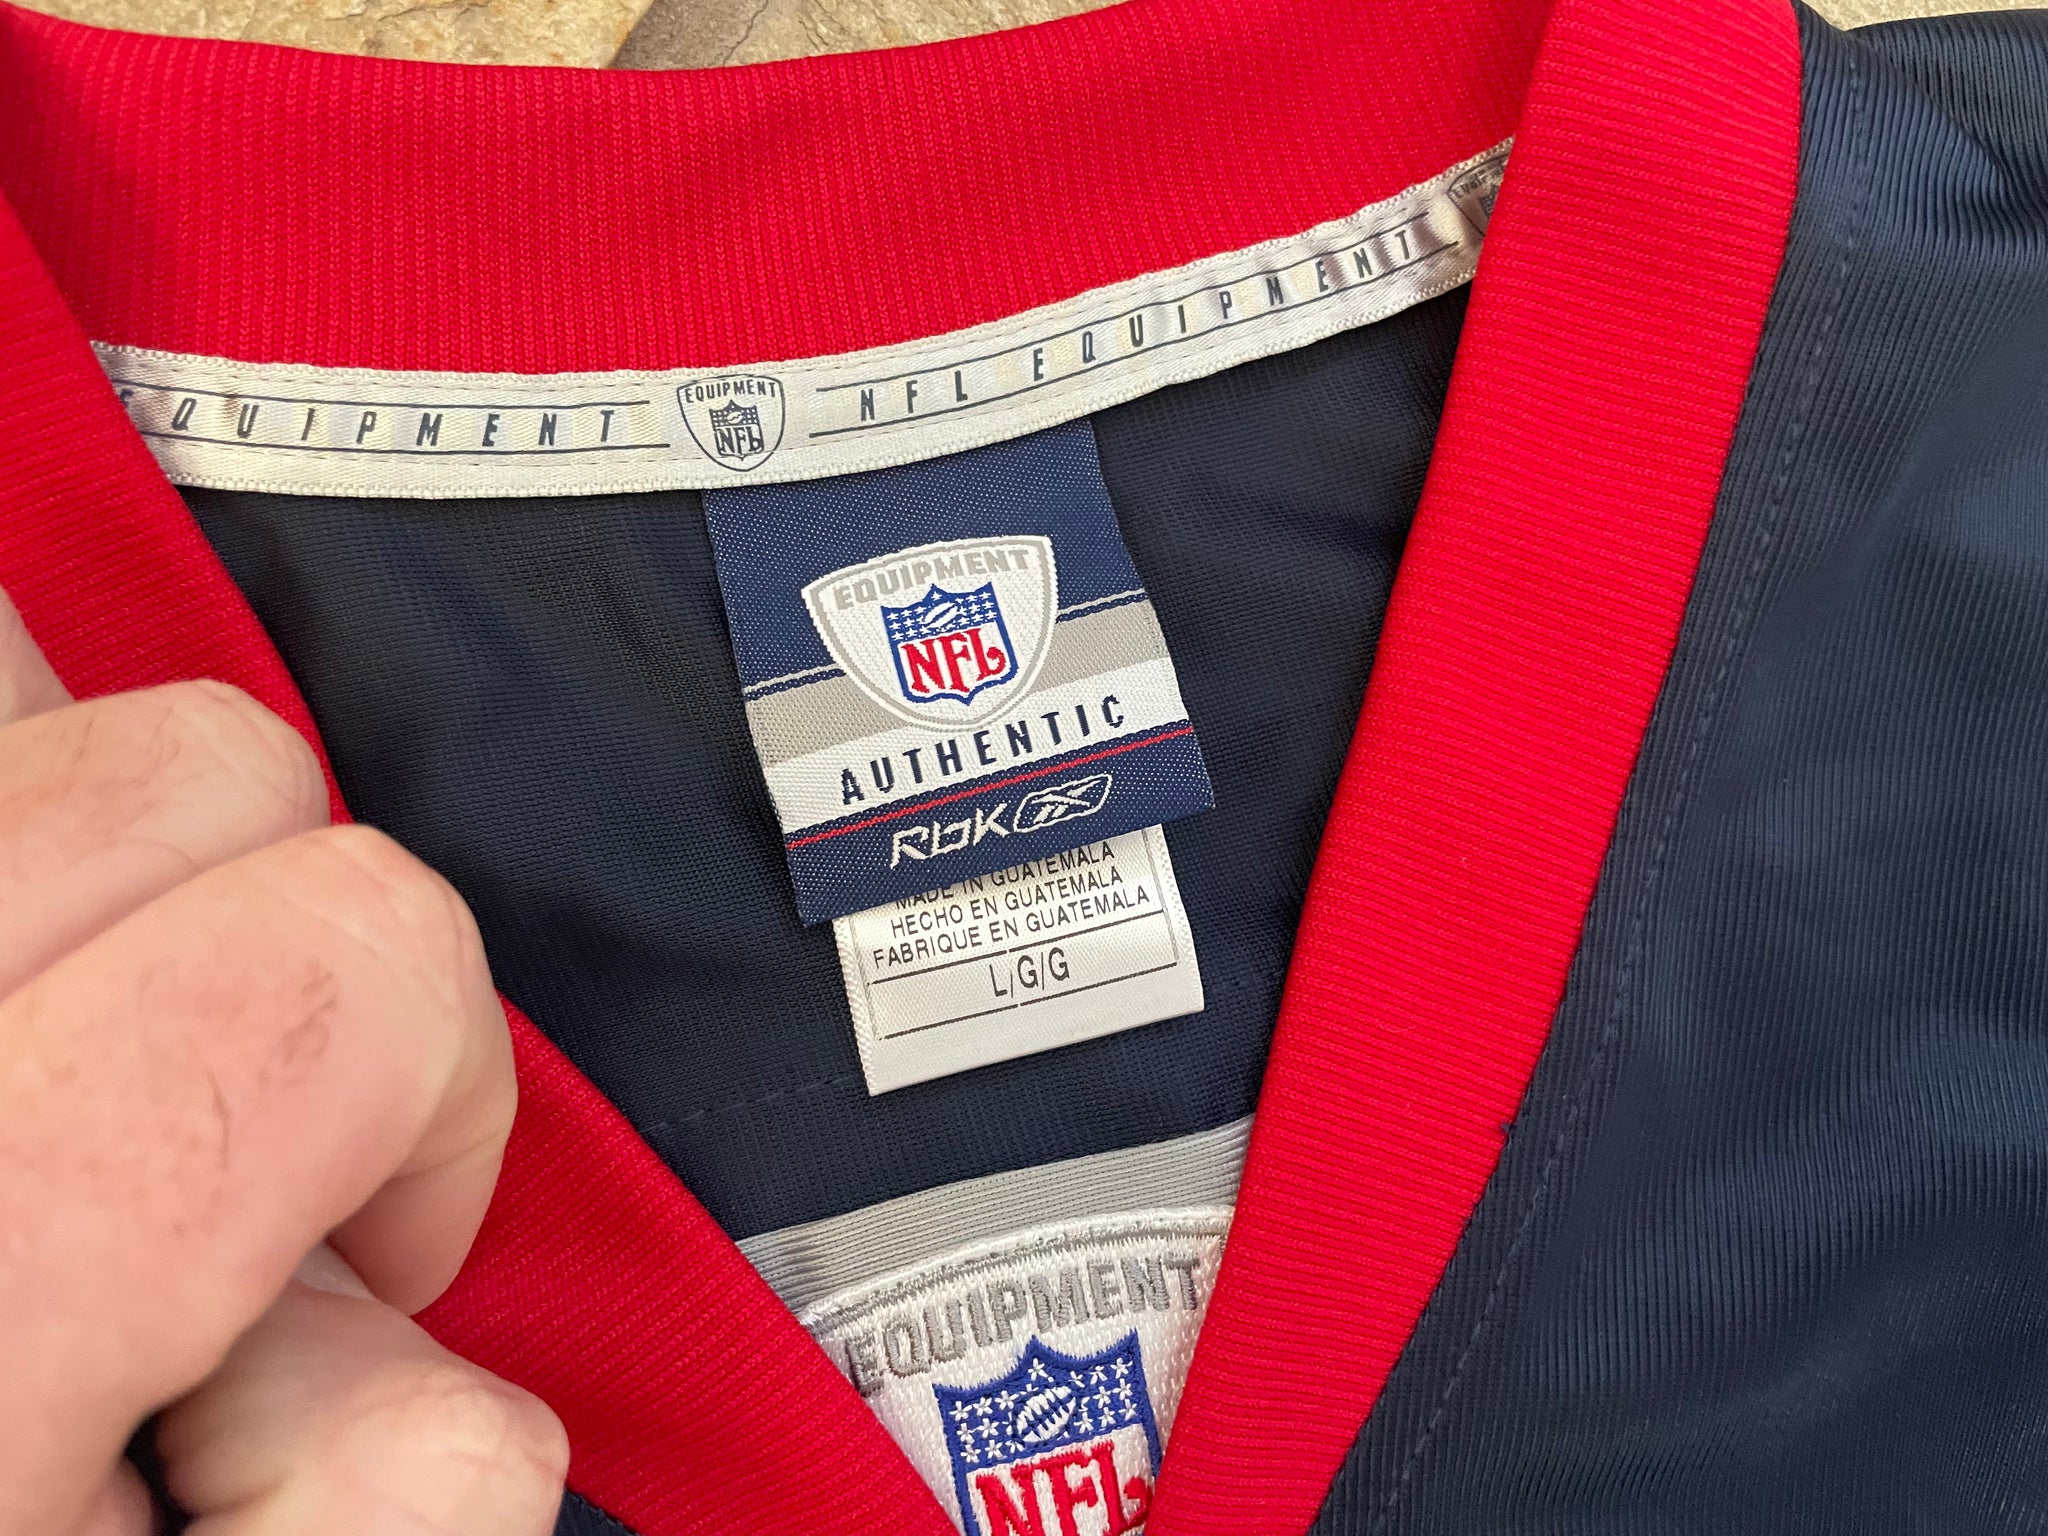 EQUIPMENT
EQUIPMENT
NFL
NFL EQUIPMENT
EQUIPMENT
NFL
AUTHENTIC
RbK
MADE IN GUATEMALA
HECHO EN GUATEMALA
FABRIQUE EN GUATEMALA
L/G/G
EQUIPMENT
NFL